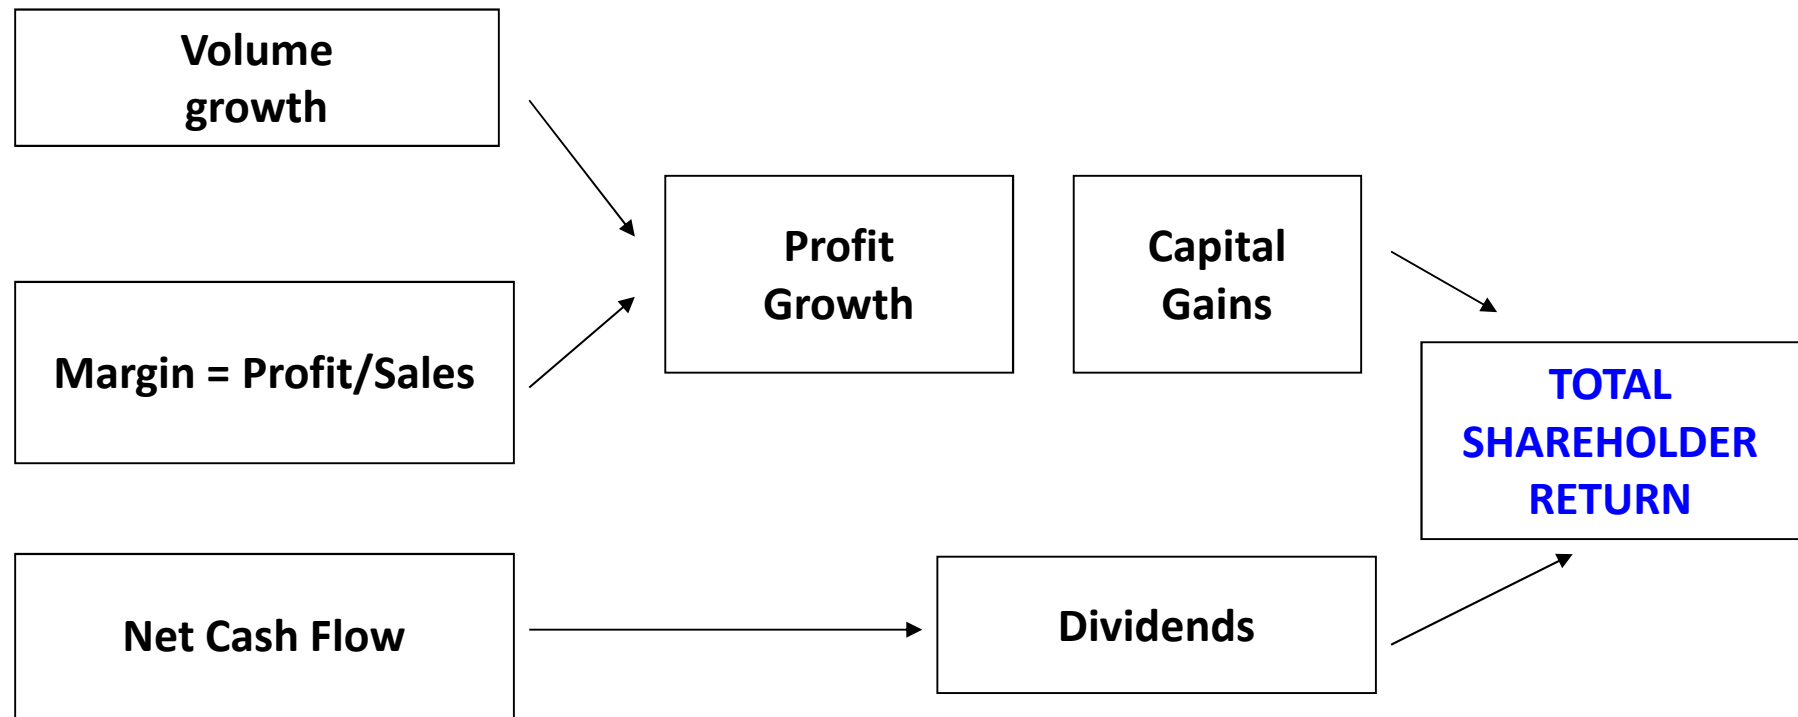 Volume
growth
Margin = Profit/Sales
Net Cash Flow
Profit
Growth
Capital
Gains
Dividends
TOTAL
SHAREHOLDER
RETURN